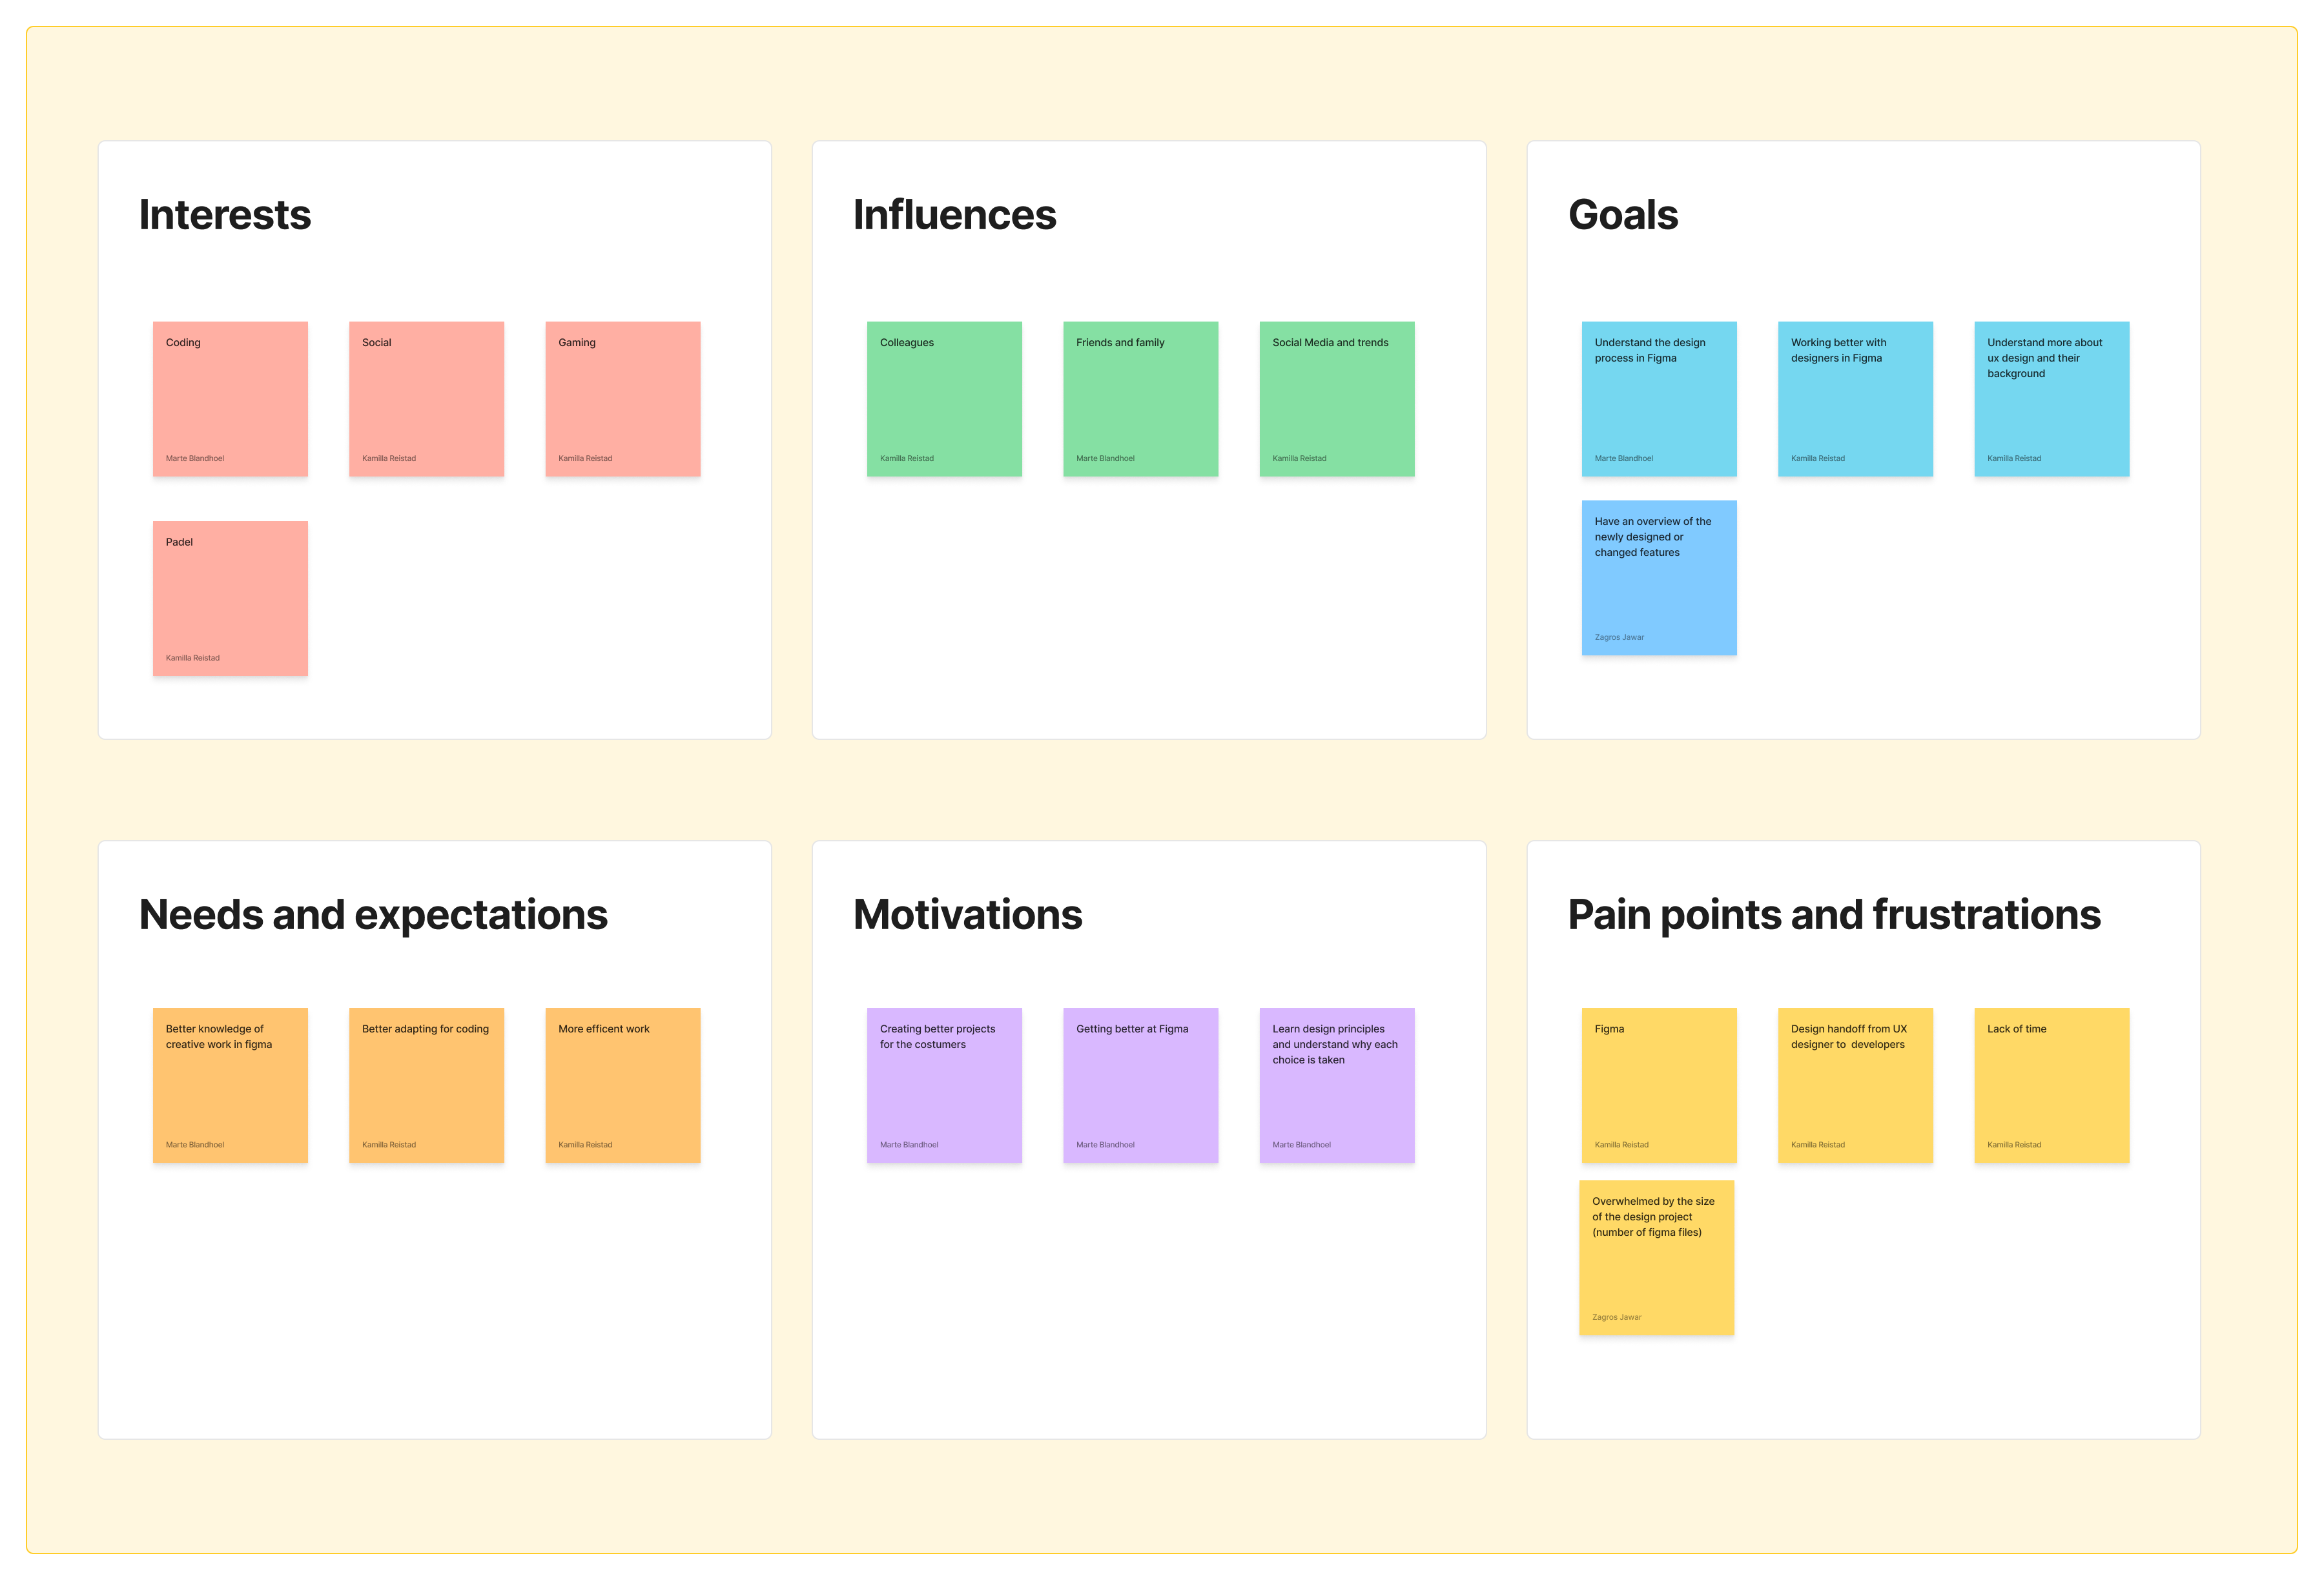 Interests
Coding
Marte Blandhoel
Social
Kamilla Reistad
Gaming
Kamilla Reistad
Padel
Kamilla Reistad
Influences
Colleagues
Kamilla Reistad
Friends and family
Marte Blandhoel
Social Media and trends
Kamilla Reistad
Goals
Understand the design
process in Figma
Marte Blandhoel
Working better with
designers in Figma
Kamilla Reistad
Understand more about
ux design and their
background
Kamilla Reistad
Have an overview of the
newly designed or
changed features
Zagros Jawar
Needs and expectations
Better knowledge of
creative work in figma
Marte Blandhoel
Better adapting for coding
Kamilla Reistad
More efficent work
Kamilla Reistad
Motivations
Creating better projects
for the costumers
Marte Blandhoel
Getting better at Figma
Marte Blandhoel
Learn design principles
and understand why each
choice is taken
Marte Blandhoel
Pain points and frustrations
Figma
Kamilla Reistad
Design handoff from UX
designer to  developers
Kamilla Reistad
Lack of time
Kamilla Reistad
Overwhelmed by the size
of the design project
(number of figma files)
Zagros Jawar